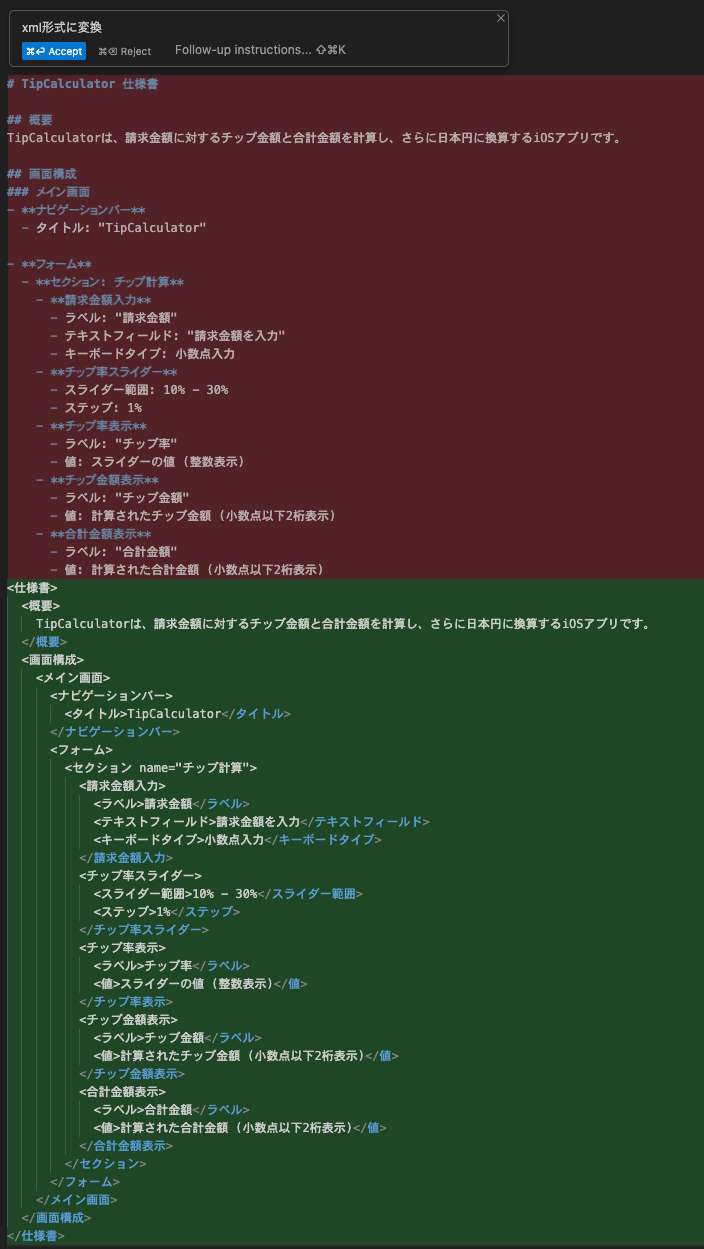 xml形式に変換
⌘⏎ Accept ⌘⌫ Reject Follow-up instructions... ⇧⌘K
# TipCalculator 仕様書
## 概要
TipCalculatorは、請求金額に対するチップ金額と合計金額を計算し、さらに日本円に換算するiOSアプリです。
## 画面構成
### メイン画面
- **ナビゲーションバー**
  - タイトル: "TipCalculator"
- **フォーム**
  - **セクション: チップ計算**
    - **請求金額入力**
      - ラベル: "請求金額"
      - テキストフィールド: "請求金額を入力"
      - キーボードタイプ: 小数点入力
    - **チップ率スライダー**
      - スライダー範囲: 10% - 30%
      - ステップ: 1%
    - **チップ率表示**
      - ラベル: "チップ率"
      - 値: スライダーの値（整数表示）
    - **チップ金額表示**
      - ラベル: "チップ金額"
      - 値: 計算されたチップ金額（小数点以下2桁表示）
    - **合計金額表示**
      - ラベル: "合計金額"
      - 値: 計算された合計金額（小数点以下2桁表示）
<仕様書>
  <概要>
    TipCalculatorは、請求金額に対するチップ金額と合計金額を計算し、さらに日本円に換算するiOSアプリです。
  </概要>
  <画面構成>
    <メイン画面>
      <ナビゲーションバー>
        <タイトル>TipCalculator</タイトル>
      </ナビゲーションバー>
      <フォーム>
        <セクション name="チップ計算">
          <請求金額入力>
            <ラベル>請求金額</ラベル>
            <テキストフィールド>請求金額を入力</テキストフィールド>
            <キーボードタイプ>小数点入力</キーボードタイプ>
          </請求金額入力>
          <チップ率スライダー>
            <スライダー範囲>10% - 30%</スライダー範囲>
            <ステップ>1%</ステップ>
          </チップ率スライダー>
          <チップ率表示>
            <ラベル>チップ率</ラベル>
            <値>スライダーの値（整数表示）</値>
          </チップ率表示>
          <チップ金額表示>
            <ラベル>チップ金額</ラベル>
            <値>計算されたチップ金額（小数点以下2桁表示）</値>
          </チップ金額表示>
          <合計金額表示>
            <ラベル>合計金額</ラベル>
            <値>計算された合計金額（小数点以下2桁表示）</値>
          </合計金額表示>
        </セクション>
      </フォーム>
    </メイン画面>
  </画面構成>
</仕様書>